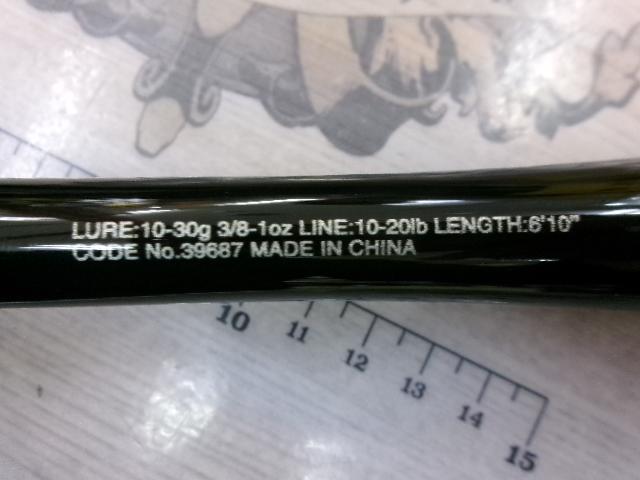 LURE:10-30g 3/8-1oz LINE:10-20lb LENGTH:6'10"
CODE No.39687 MADE IN CHINA
10 11 12 13 14 15